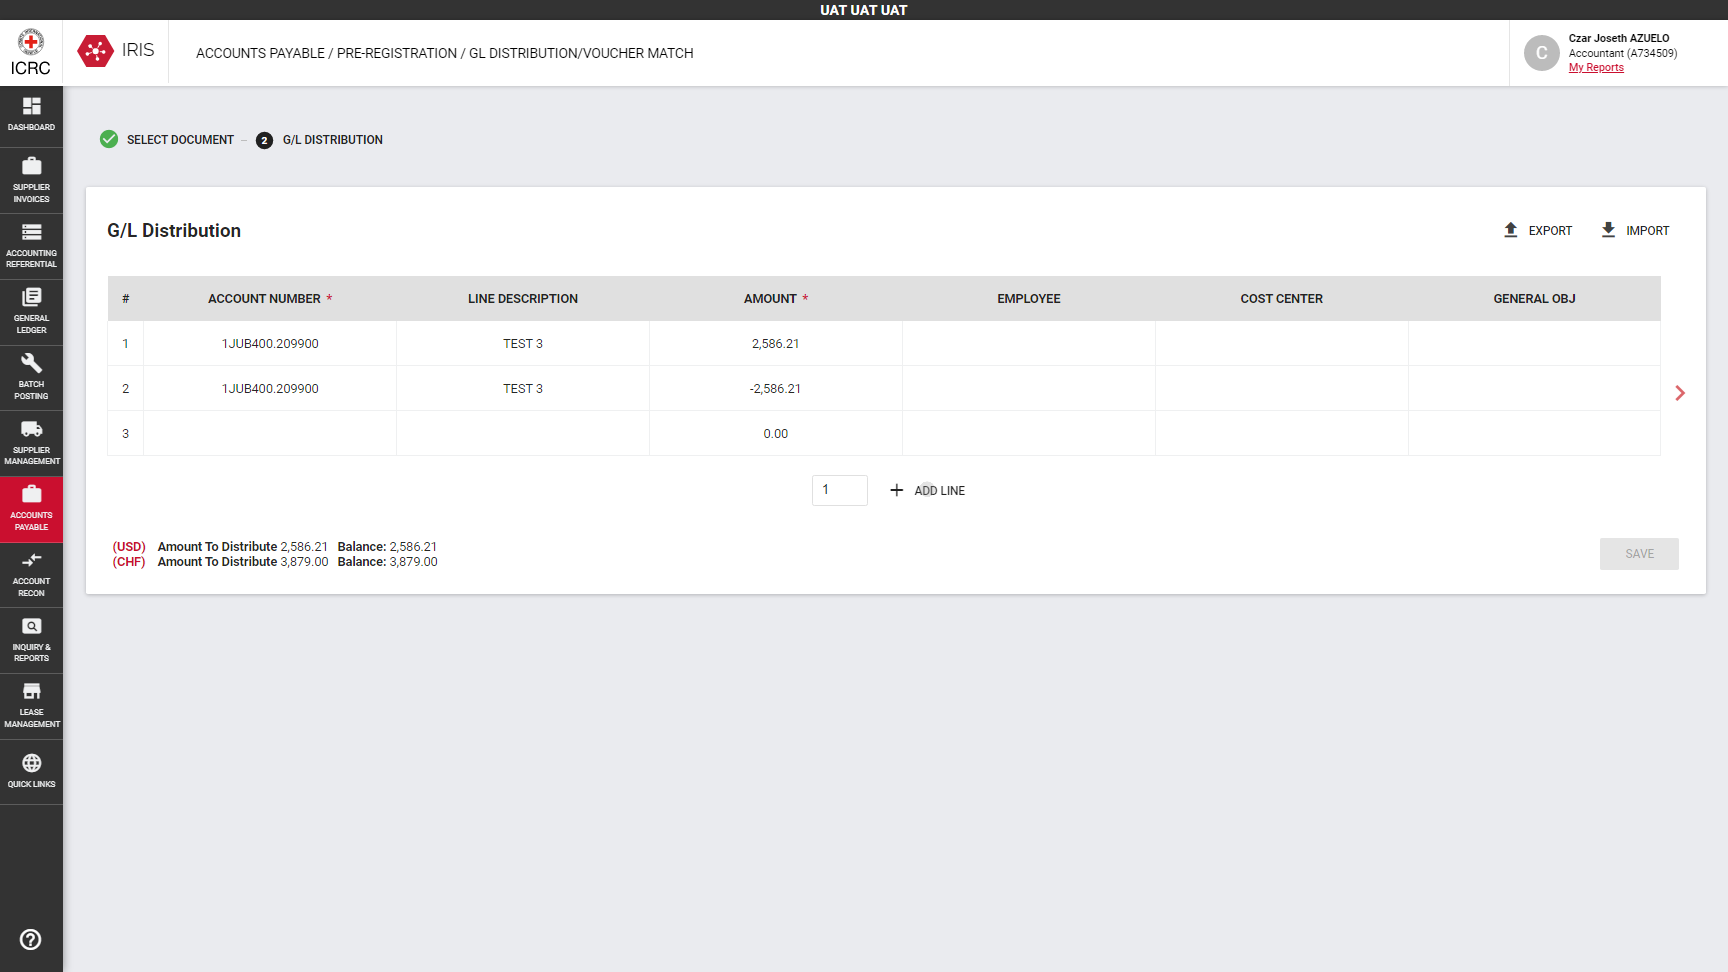 UAT UAT UAT
ICRC
IRIS
ACCOUNTS PAYABLE / PRE-REGISTRATION / GL DISTRIBUTION/VOUCHER MATCH
C
Czar Joseth AZUELO
Accountant (A734509)
My Reports
DASHBOARD
SUPPLIER
INVOICES
ACCOUNTING
REFERENTIAL
GENERAL
LEDGER
BATCH
POSTING
SUPPLIER
MANAGEMENT
ACCOUNTS
PAYABLE
ACCOUNT
RECON
INQUIRY &
REPORTS
LEASE
MANAGEMENT
QUICK LINKS
SELECT DOCUMENT
2 G/L DISTRIBUTION
G/L Distribution
EXPORT
IMPORT
# ACCOUNT NUMBER * LINE DESCRIPTION AMOUNT * EMPLOYEE COST CENTER GENERAL OBJ
1 1JUB400.209900 TEST 3 2,586.21
2 1JUB400.209900 TEST 3 -2,586.21
3 0.00
1
ADD LINE
(USD) Amount To Distribute 2,586.21 Balance: 2,586.21
(CHF) Amount To Distribute 3,879.00 Balance: 3,879.00
SAVE